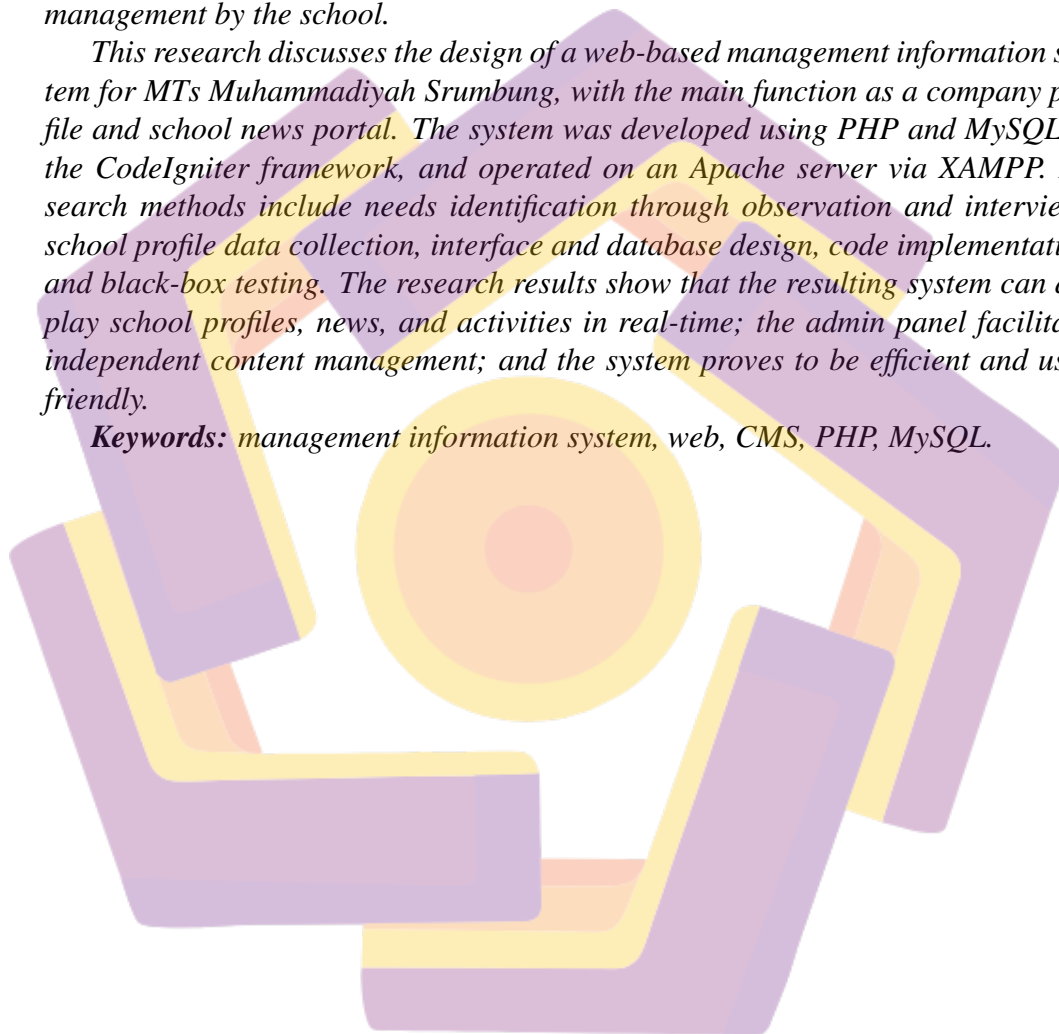 management by the school.
This research discusses the design of a web-based management information s
tem for MTs Muhammadiyah Srumbung, with the main function as a company p
file and school news portal. The system was developed using PHP and MySQL
the CodeIgniter framework, and operated on an Apache server via XAMPP.
search methods include needs identification through observation and intervie
school profile data collection, interface and database design, code implementati
and black-box testing. The research results show that the resulting system can
play school profiles, news, and activities in real-time; the admin panel facilita
independent content management; and the system proves to be efficient and us
friendly.
Keywords: management information system, web, CMS, PHP, MySQL.